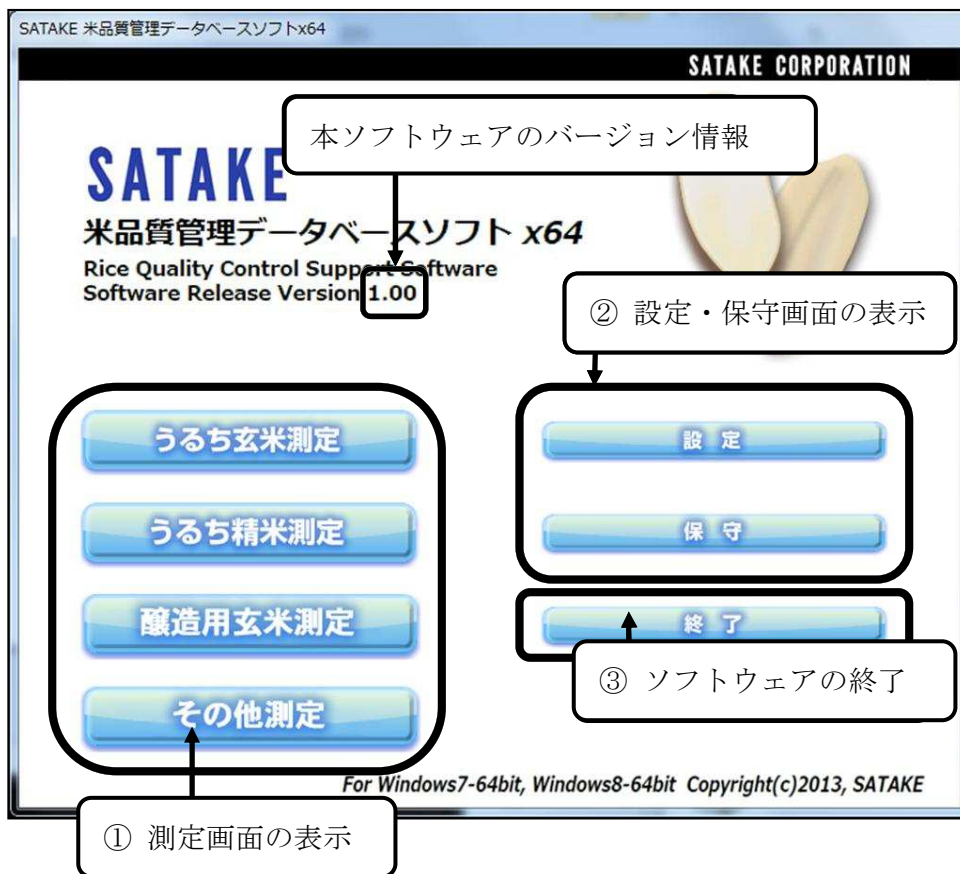 SATAKE 米品質管理データベースソフトx64
SATAKE CORPORATION
本ソフトウェアのバージョン情報
SATAKE
米品質管理データベースソフト x64
Rice Quality Control Support Software
Software Release Version 1.00
② 設定・保守画面の表示
うるち玄米測定
設 定
うるち精米測定
保 守
醸造用玄米測定
終 了
③ ソフトウェアの終了
その他測定
For Windows7-64bit, Windows8-64bit Copyright(c)2013, SATAKE
① 測定画面の表示